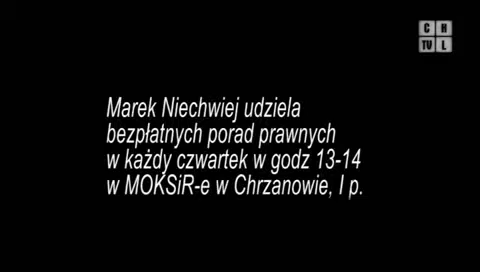 CH
TVL
Marek Niechwiej udziela
bezpłatnych porad prawnych
w każdy czwartek w godz 13-14
w MOKSiR-e w Chrzanowie, I p.